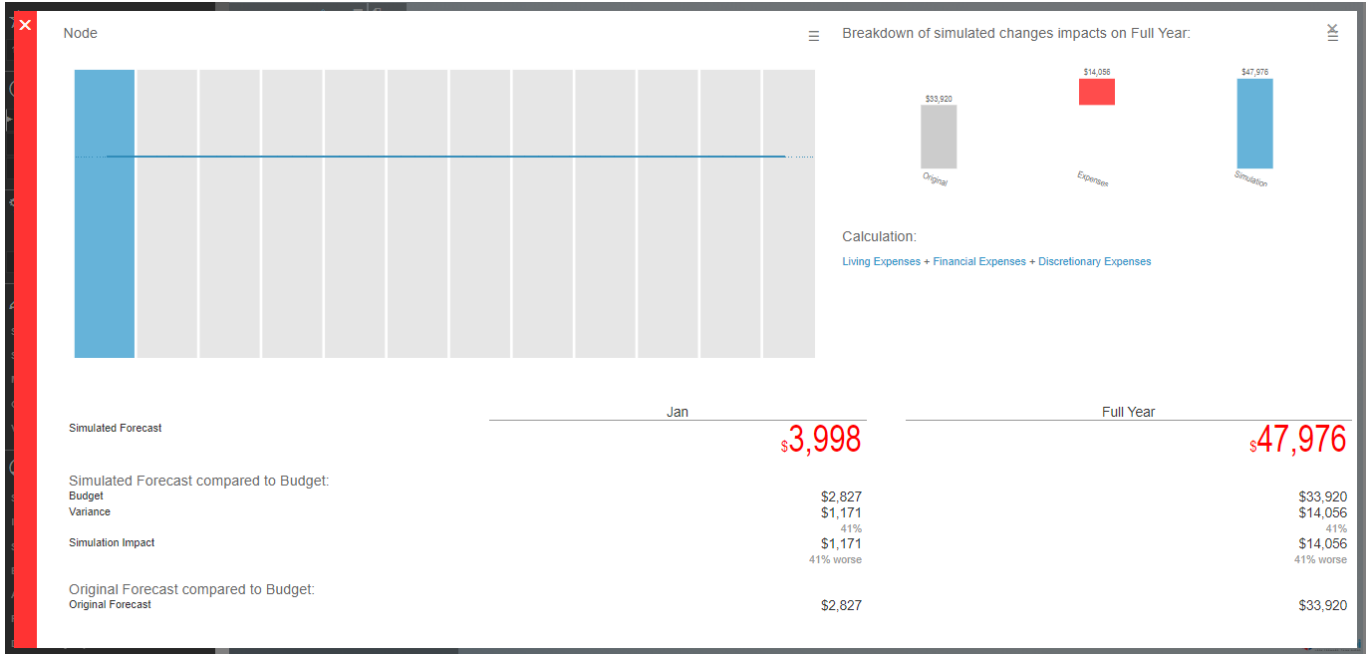 Node
Breakdown of simulated changes impacts on Full Year:
$33,920
$14,056
$47,976
Original
Expenses
Simulation
Calculation:
Living Expenses + Financial Expenses + Discretionary Expenses
Jan
Full Year
Simulated Forecast
$3,998
$47,976
Simulated Forecast compared to Budget:
Budget
$2,827
$33,920
Variance
$1,171
$14,056
41%
41%
Simulation Impact
$1,171
$14,056
41% worse
41% worse
Original Forecast compared to Budget:
Original Forecast
$2,827
$33,920